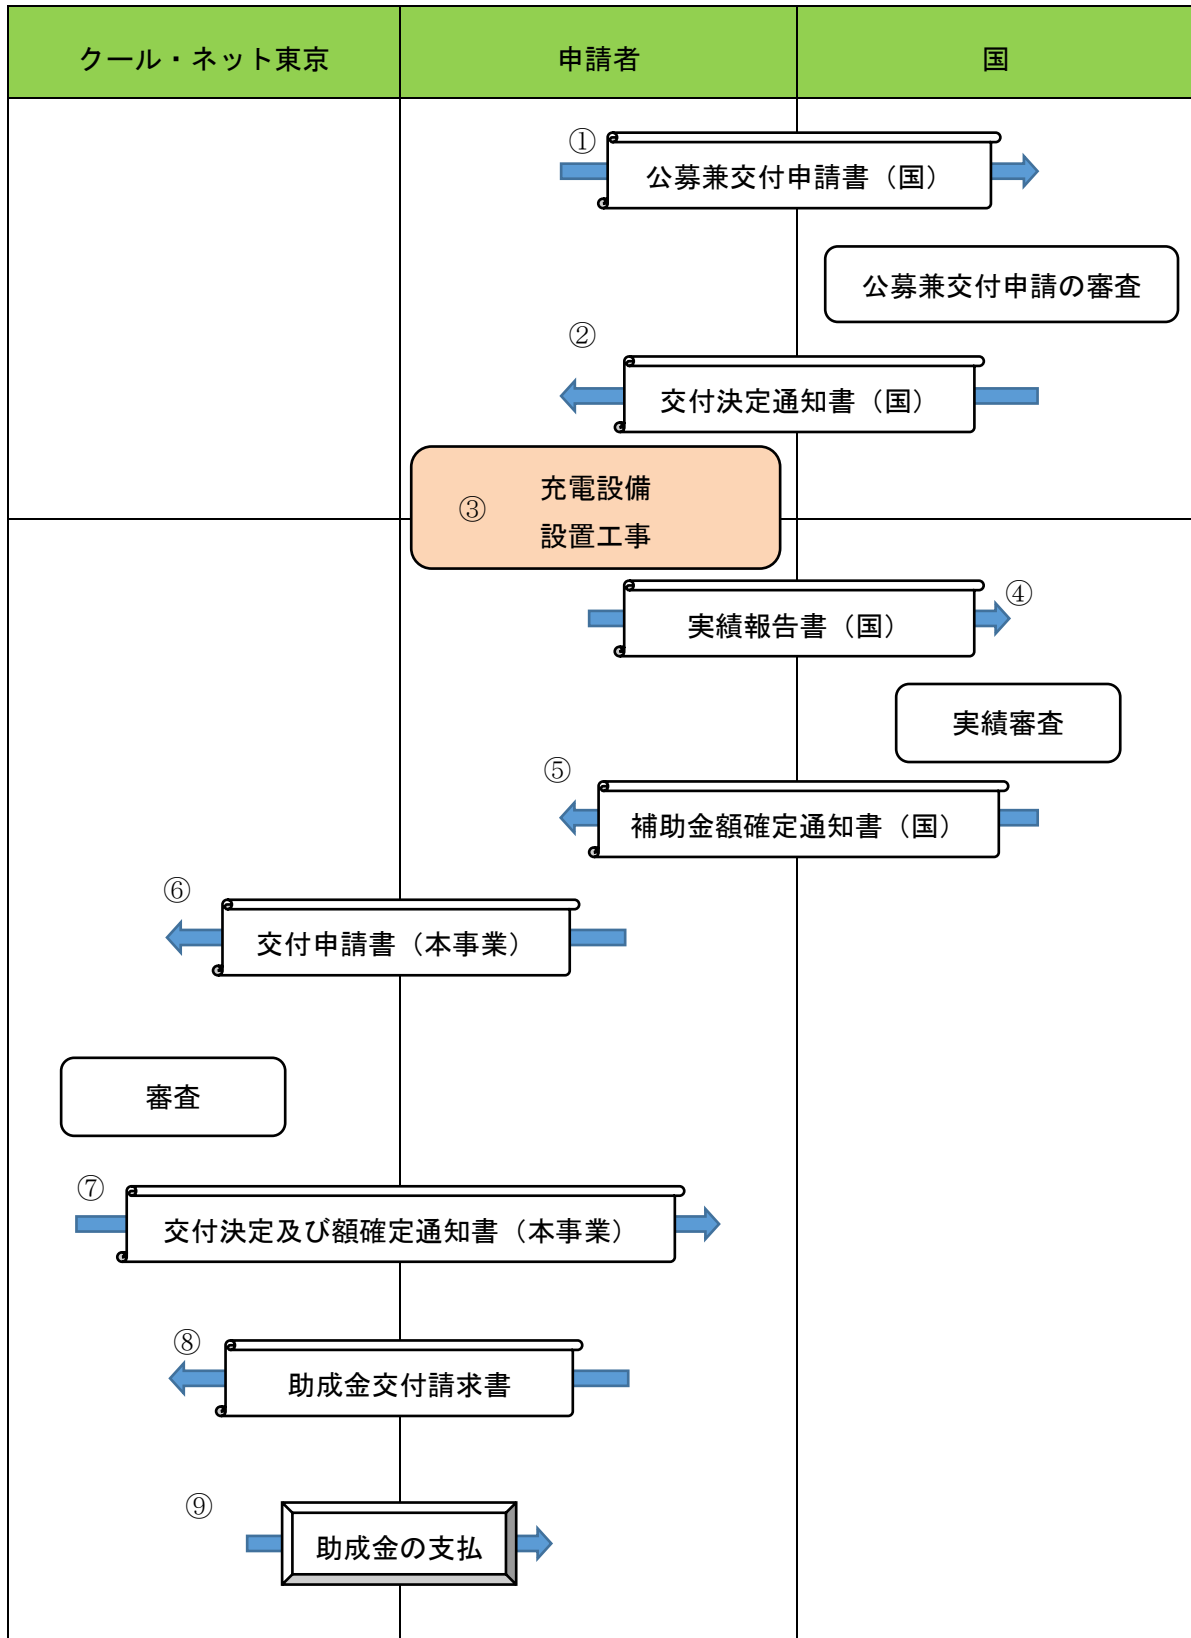 クール・ネット東京
申請者
国
①
公募兼交付申請書（国）
公募兼交付申請の審査
②
交付決定通知書（国）
③
充電設備
設置工事
④
実績報告書（国）
実績審査
⑤
補助金額確定通知書（国）
⑥
交付申請書（本事業）
審査
⑦
交付決定及び額確定通知書（本事業）
⑧
助成金交付請求書
⑨
助成金の支払